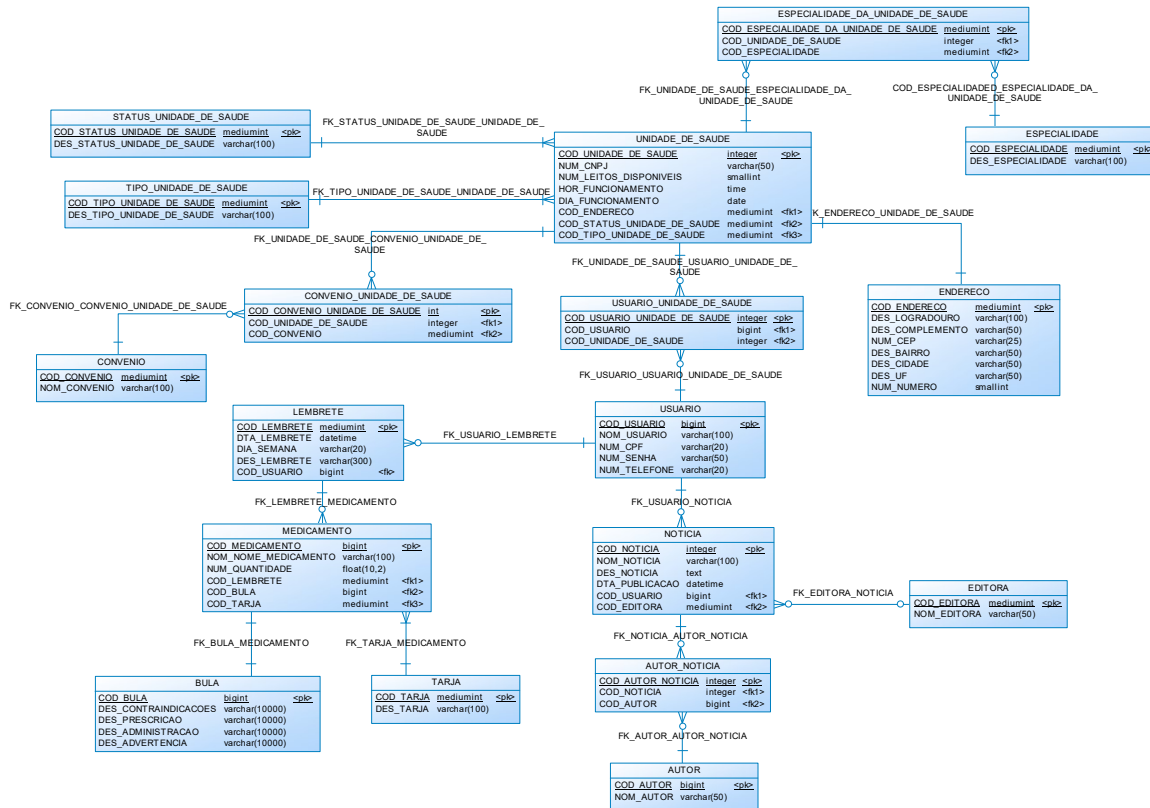 ESPECIALIDADE_DA_UNIDADE_DE_SAUDE
COD_ESPECIALIDADE_DA_UNIDADE_DE_SAUDE mediumint <pk>
COD_UNIDADE_DE_SAUDE integer <fk1>
COD_ESPECIALIDADE mediumint <fk2>
FK_UNIDADE_DE_SAUDE_ESPECIALIDADE_DA_
UNIDADE_DE_SAUDE
COD_ESPECIALIDADED_ESPECIALIDADE_DA_
UNIDADE_DE_SAUDE
STATUS_UNIDADE_DE_SAUDE
COD_STATUS_UNIDADE_DE_SAUDE mediumint <pk>
DES_STATUS_UNIDADE_DE_SAUDE varchar(100)
FK_STATUS_UNIDADE_DE_SAUDE_UNIDADE_DE_
SAUDE
ESPECIALIDADE
COD_ESPECIALIDADE mediumint <pk>
DES_ESPECIALIDADE varchar(100)
UNIDADE_DE_SAUDE
COD_UNIDADE_DE_SAUDE integer <pk>
NUM_CNPJ varchar(50)
NUM_LEITOS_DISPONIVEIS smallint
HOR_FUNCIONAMENTO time
DIA_FUNCIONAMENTO date
COD_ENDERECO mediumint <fk1>
COD_STATUS_UNIDADE_DE_SAUDE mediumint <fk2>
COD_TIPO_UNIDADE_DE_SAUDE mediumint <fk3>
TIPO_UNIDADE_DE_SAUDE
COD_TIPO_UNIDADE_DE_SAUDE mediumint <pk>
DES_TIPO_UNIDADE_DE_SAUDE varchar(100)
FK_TIPO_UNIDADE_DE_SAUDE_UNIDADE_DE_SAUDE
K_ENDERECO_UNIDADE_DE_SAUDE
FK_UNIDADE_DE_SAUDE_CONVENIO_UNIDADE_DE_
SAUDE
FK_UNIDADE_DE_SAUDE_USUARIO_UNIDADE_DE_
SAUDE
CONVENIO_UNIDADE_DE_SAUDE
COD_CONVENIO_UNIDADE_DE_SAUDE int <pk>
COD_UNIDADE_DE_SAUDE integer <fk1>
COD_CONVENIO mediumint <fk2>
FK_CONVENIO_CONVENIO_UNIDADE_DE_SAUDE
USUARIO_UNIDADE_DE_SAUDE
COD_USUARIO_UNIDADE_DE_SAUDE integer <pk>
COD_USUARIO bigint <fk1>
COD_UNIDADE_DE_SAUDE integer <fk2>
ENDERECO
COD_ENDERECO mediumint <pk>
DES_LOGRADOURO varchar(100)
DES_COMPLEMENTO varchar(50)
NUM_CEP varchar(25)
DES_BAIRRO varchar(50)
DES_CIDADE varchar(50)
DES_UF varchar(50)
NUM_NUMERO smallint
CONVENIO
COD_CONVENIO mediumint <pk>
NOM_CONVENIO varchar(100)
FK_USUARIO_USUARIO_UNIDADE_DE_SAUDE
LEMBRETE
COD_LEMBRETE mediumint <pk>
DTA_LEMBRETE datetime
DIA_SEMANA varchar(20)
DES_LEMBRETE varchar(300)
COD_USUARIO bigint <fk>
FK_USUARIO_LEMBRETE
USUARIO
COD_USUARIO bigint <pk>
NOM_USUARIO varchar(100)
NUM_CPF varchar(20)
NUM_SENHA varchar(50)
NUM_TELEFONE varchar(20)
FK_LEMBRETE_MEDICAMENTO
FK_USUARIO_NOTICIA
MEDICAMENTO
COD_MEDICAMENTO bigint <pk>
NOM_NOME_MEDICAMENTO varchar(100)
NUM_QUANTIDADE float(10,2)
COD_LEMBRETE mediumint <fk1>
COD_BULA bigint <fk2>
COD_TARJA mediumint <fk3>
NOTICIA
COD_NOTICIA integer <pk>
NOM_NOTICIA varchar(100)
DES_NOTICIA text
DTA_PUBLICACAO datetime
COD_USUARIO bigint <fk1>
COD_EDITORA mediumint <fk2>
FK_EDITORA_NOTICIA
EDITORA
COD_EDITORA mediumint <pk>
NOM_EDITORA varchar(50)
FK_BULA_MEDICAMENTO
FK_TARJA_MEDICAMENTO
FK_NOTICIA_AUTOR_NOTICIA
BULA
COD_BULA bigint <pk>
DES_CONTRAINDICACOES varchar(10000)
DES_PRESCRICAO varchar(10000)
DES_ADMINISTRACAO varchar(10000)
DES_ADVERTENCIA varchar(10000)
TARJA
COD_TARJA mediumint <pk>
DES_TARJA varchar(100)
AUTOR_NOTICIA
COD_AUTOR_NOTICIA integer <pk>
COD_NOTICIA integer <fk1>
COD_AUTOR bigint <fk2>
FK_AUTOR_AUTOR_NOTICIA
AUTOR
COD_AUTOR bigint <pk>
NOM_AUTOR varchar(50)